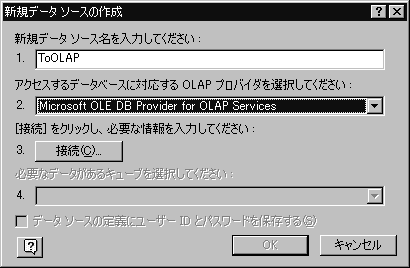 新規データ ソースの作成
新規データ ソース名を入力してください:
1. ToOLAP
アクセスするデータベースに対応する OLAP プロバイダを選択してください:
2. Microsoft OLE DB Provider for OLAP Services
[接続] をクリックし、必要な情報を入力してください:
3. 接続(C)...
必要なデータがあるキューブを選択してください:
4.
データ ソースの定義にユーザー ID とパスワードを保存する(S)
OK キャンセル